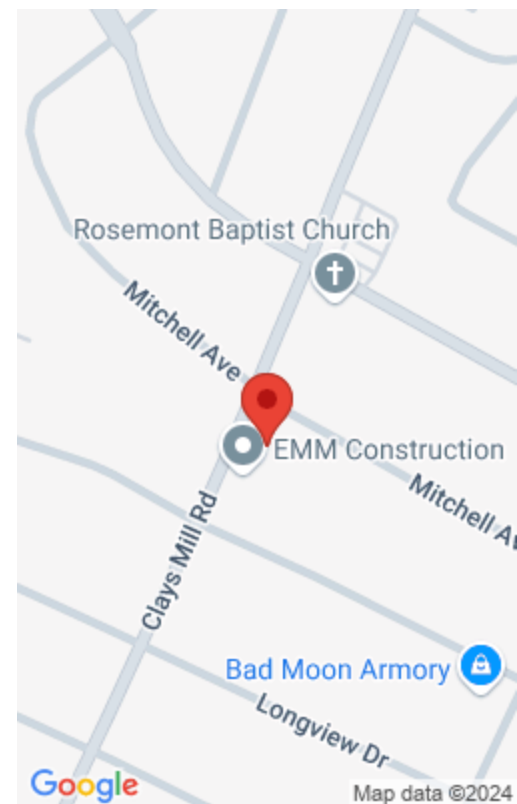 Rosemont Baptist Church
Mitchell Ave
EMM Construction
Mitchell Av
Clays Mill Rd
Bad Moon Armory
Longview Dr
Google
Map data ©2024